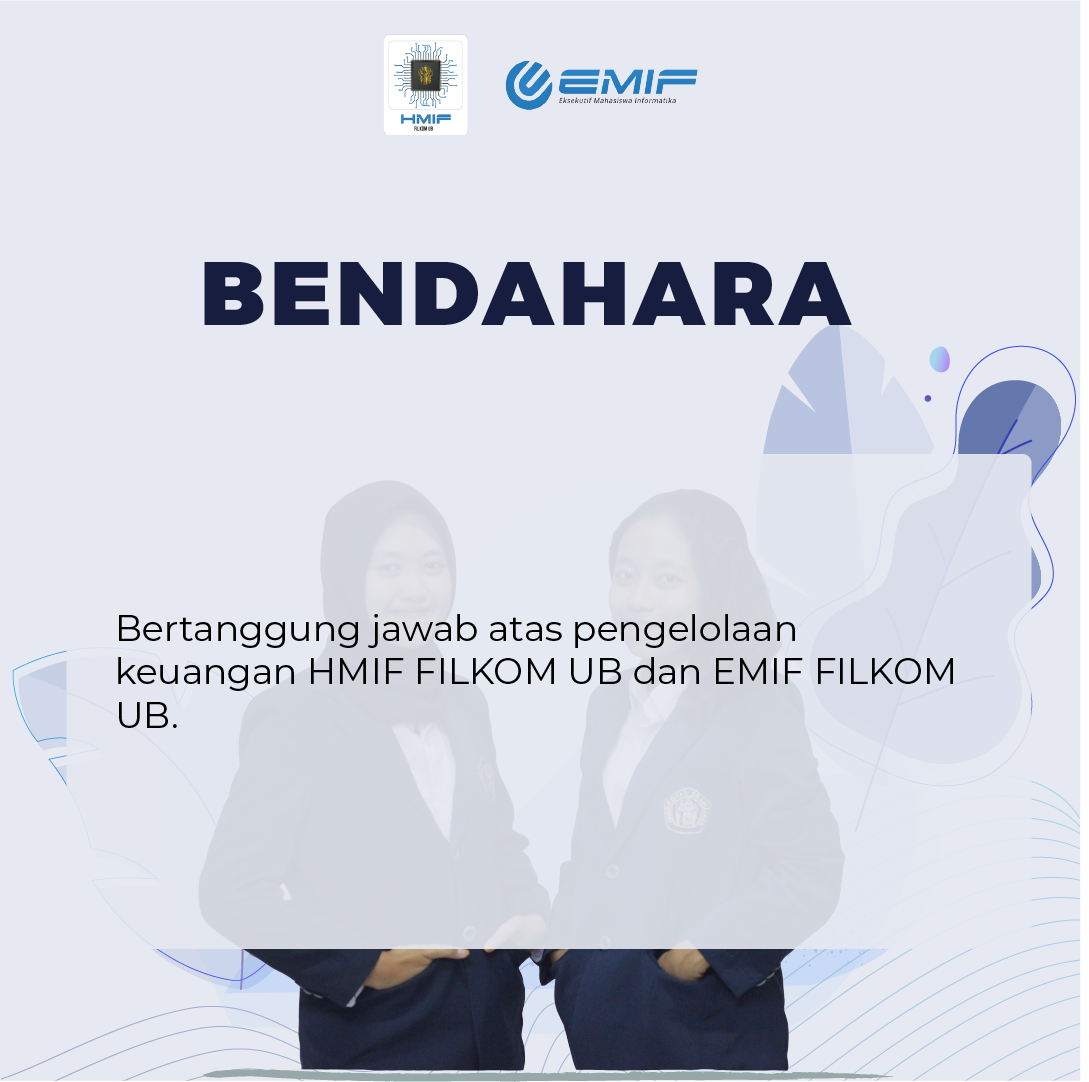 HMIF
FILKOM UB
EMIF
Eksekutif Mahasiswa Informatika
BENDAHARA
Bertanggung jawab atas pengelolaan
keuangan HMIF FILKOM UB dan EMIF FILKOM
UB.